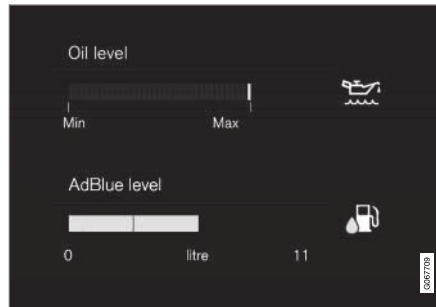 Oil level
Min Max
AdBlue level
0 litre 11
G067709